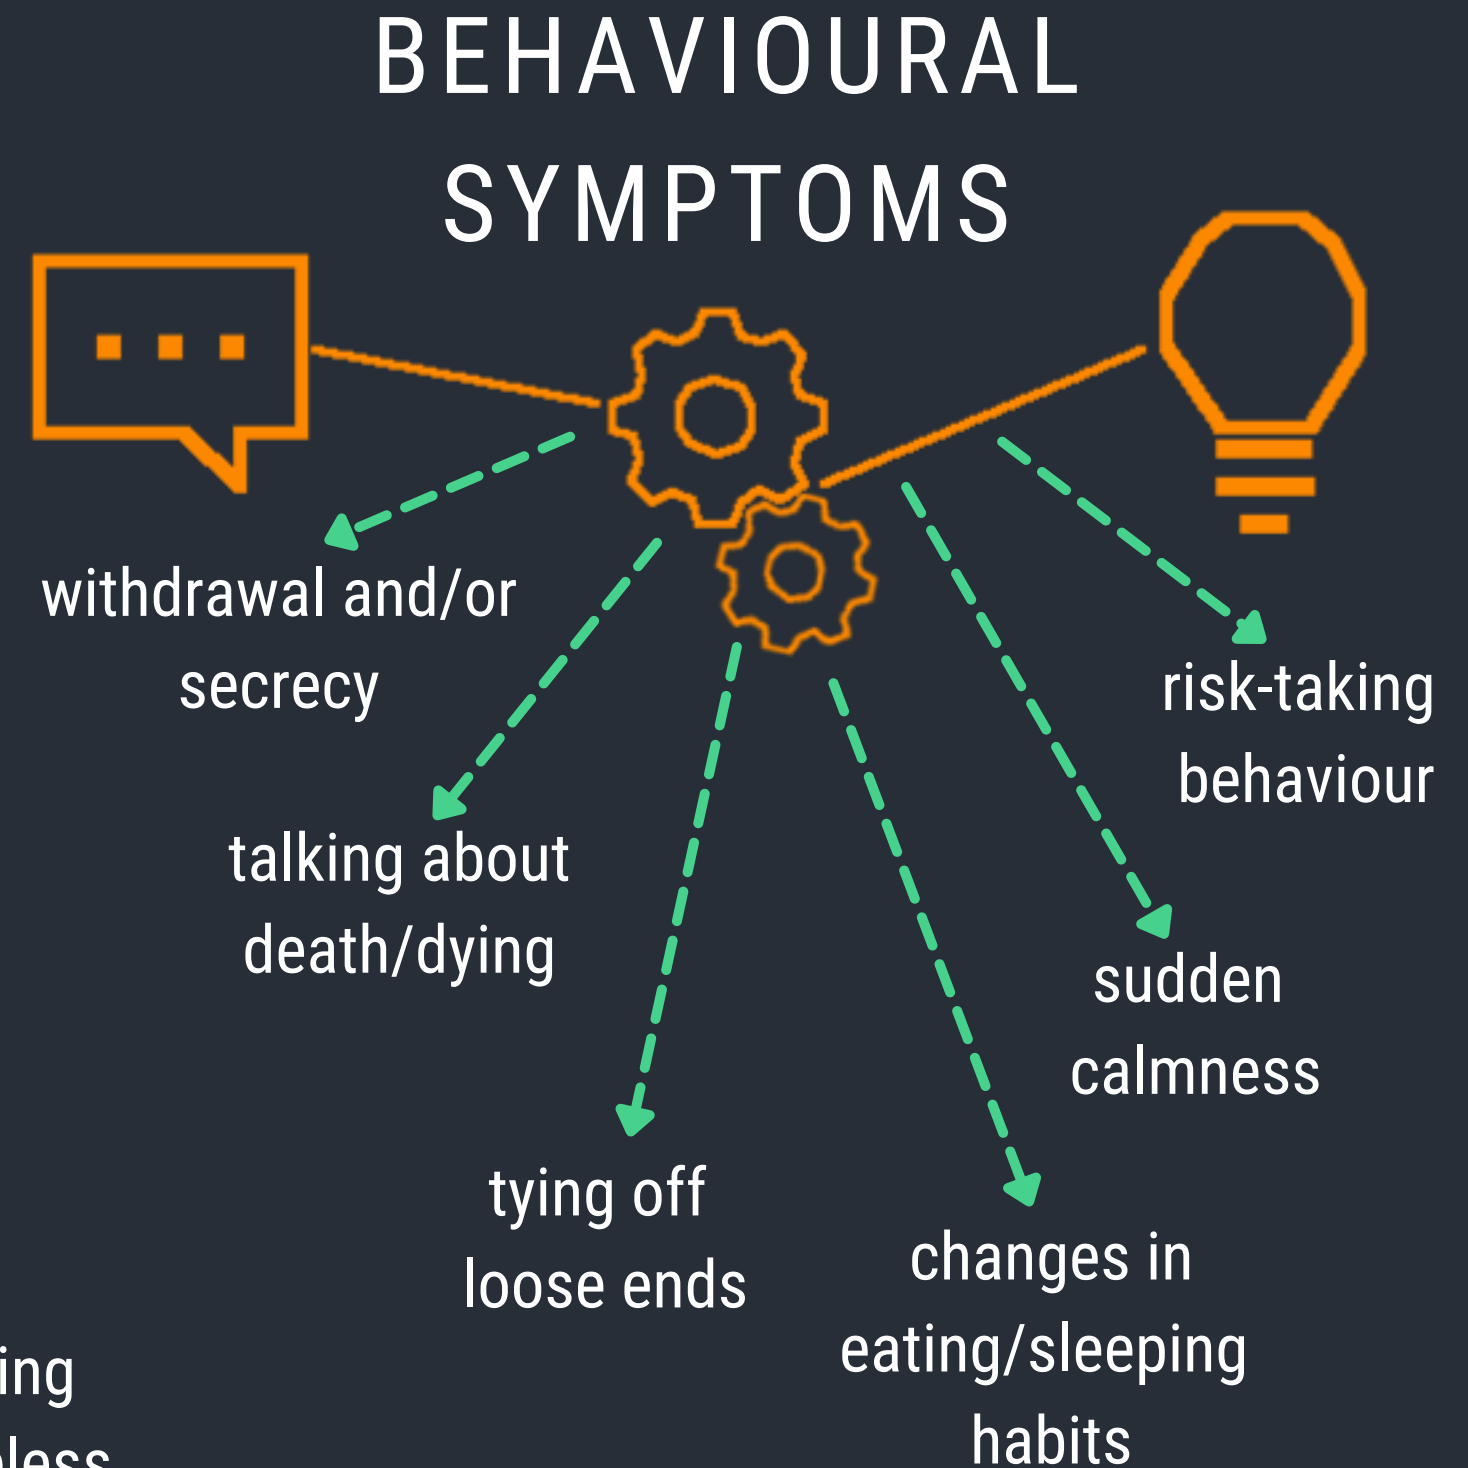 BEHAVIOURAL
SYMPTOMS
withdrawal and/or
secrecy
talking about
death/dying
tying off
loose ends
changes in
eating/sleeping
habits
sudden
calmness
risk-taking
behaviour